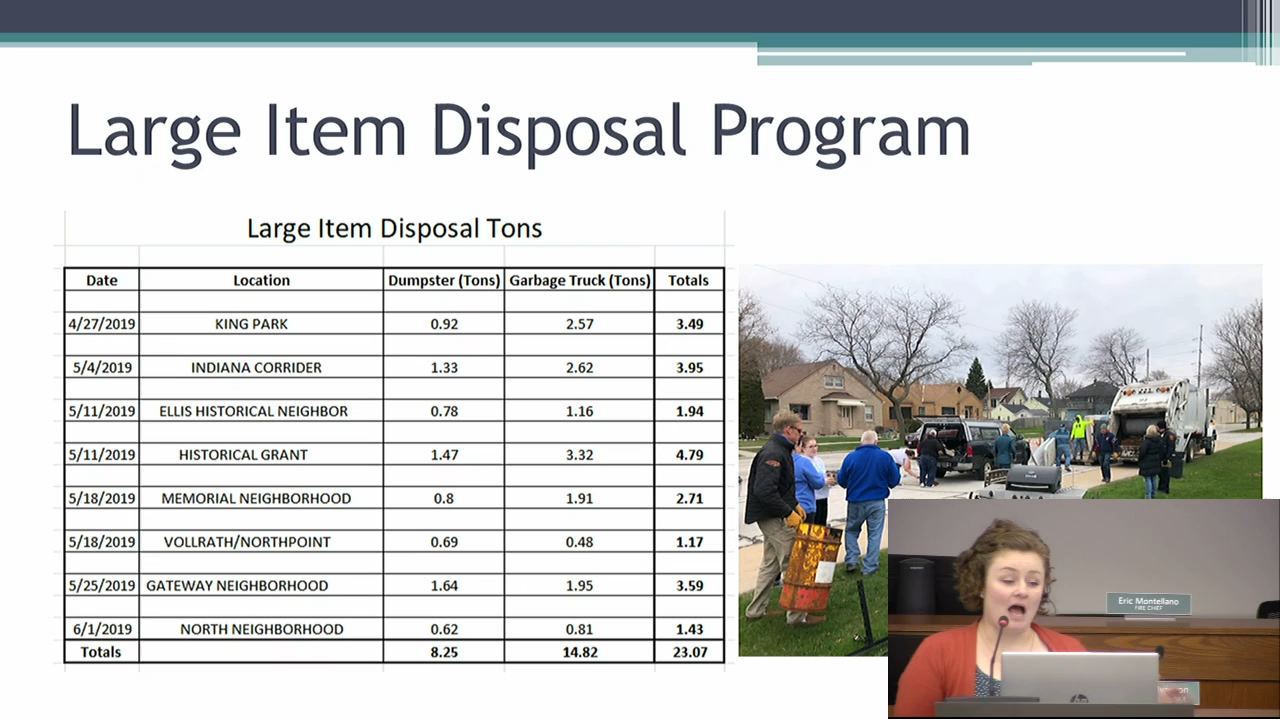 Large Item Disposal Program
Large Item Disposal Tons
Date Location Dumpster (Tons) Garbage Truck (Tons) Totals
4/27/2019 KING PARK 0.92 2.57 3.49
5/4/2019 INDIANA CORRIDER 1.33 2.62 3.95
5/11/2019 ELLIS HISTORICAL NEIGHBOR 0.78 1.16 1.94
5/11/2019 HISTORICAL GRANT 1.47 3.32 4.79
5/18/2019 MEMORIAL NEIGHBORHOOD 0.8 1.91 2.71
5/18/2019 VOLLRATH/NORTHPOINT 0.69 0.48 1.17
5/25/2019 GATEWAY NEIGHBORHOOD 1.64 1.95 3.59
6/1/2019 NORTH NEIGHBORHOOD 0.62 0.81 1.43
Totals 8.25 14.82 23.07
Eric Montellano
FIRE CHIEF
hp